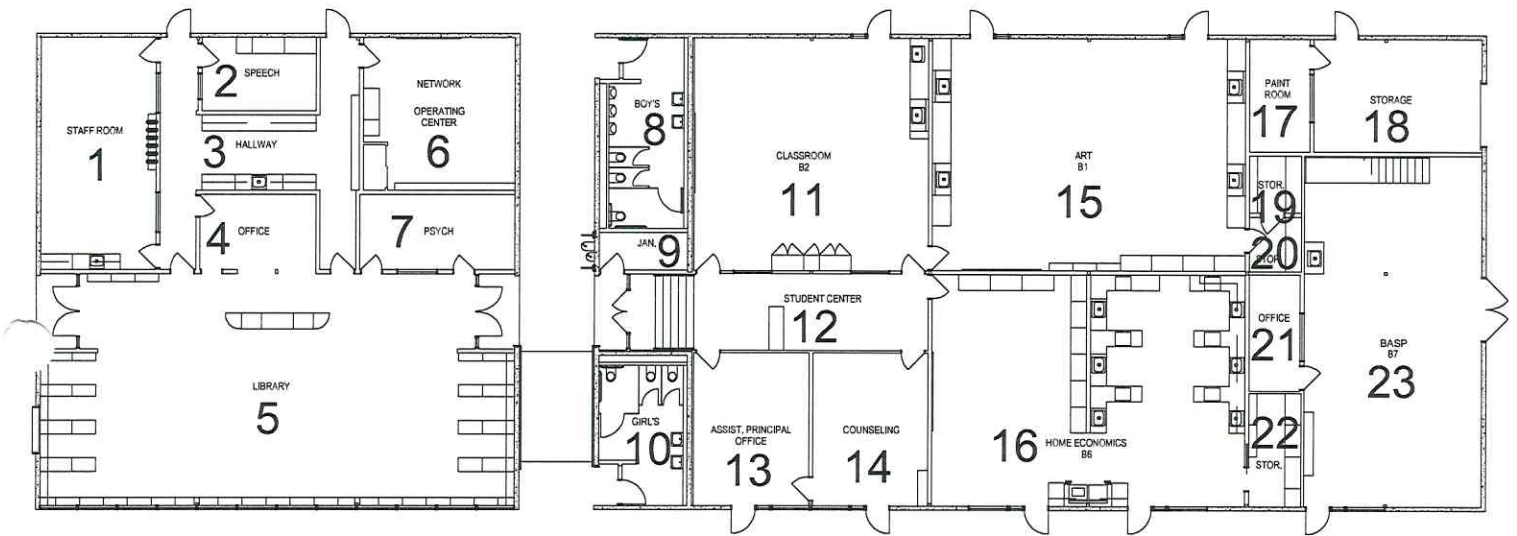 STAFF ROOM
1
SPEECH
2
HALLWAY
3
OFFICE
4
LIBRARY
5
NETWORK
OPERATING
CENTER
6
PSYCH
7
BOY'S
8
JAN.
9
GIRL'S
10
CLASSROOM
B2
11
STUDENT CENTER
12
ASSIST. PRINCIPAL
OFFICE
13
COUNSELING
14
ART
B1
15
HOME ECONOMICS
B6
16
PAINT
ROOM
17
STORAGE
18
STOR.
19
20
STOR.
OFFICE
21
22
STOR.
BASP
B7
23